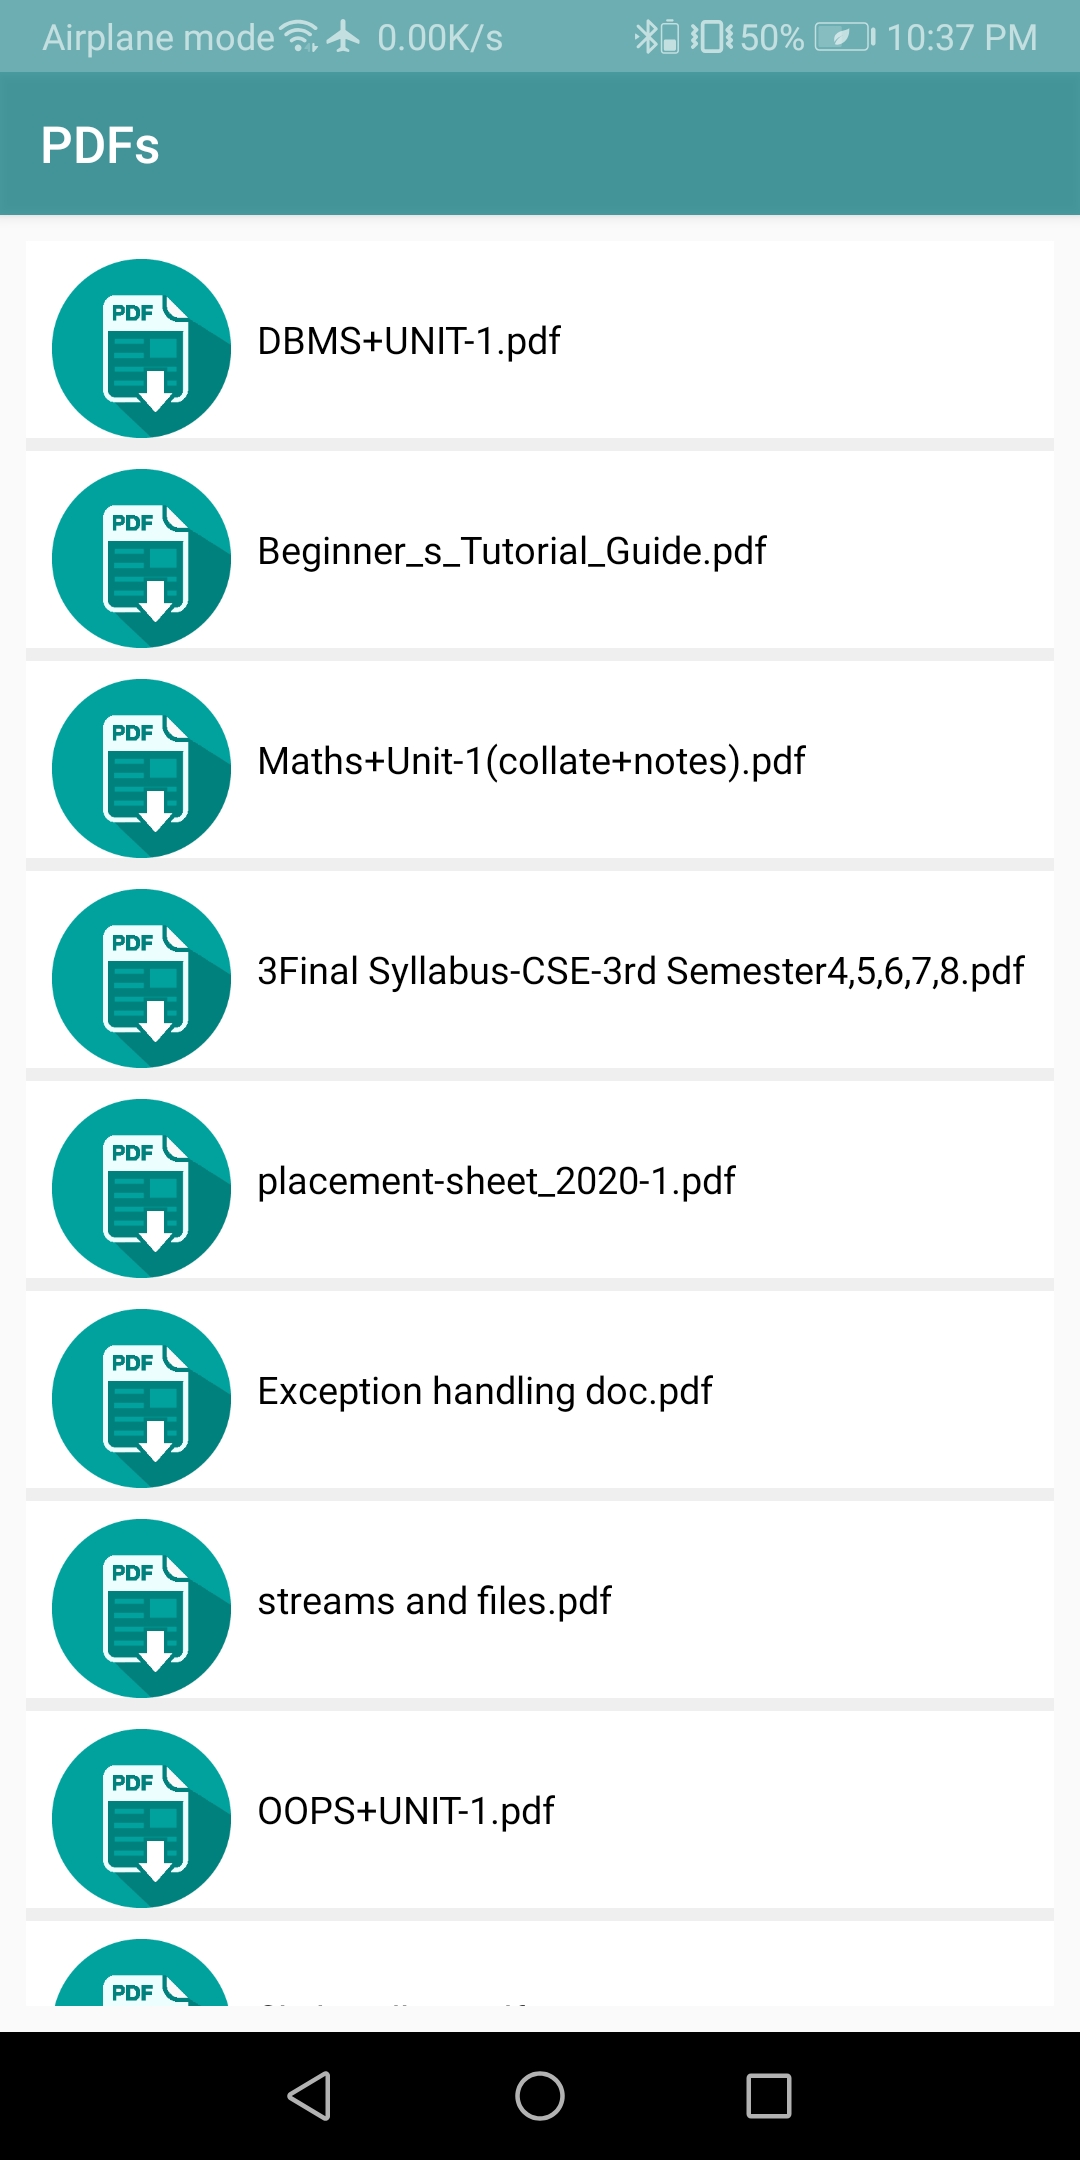 Airplane mode 0.00K/s 50% 10:37 PM
PDFs
PDF DBMS+UNIT-1.pdf
PDF Beginner_s_Tutorial_Guide.pdf
PDF Maths+Unit-1(collate+notes).pdf
PDF 3Final Syllabus-CSE-3rd Semester4,5,6,7,8.pdf
PDF placement-sheet_2020-1.pdf
PDF Exception handling doc.pdf
PDF streams and files.pdf
PDF OOPS+UNIT-1.pdf
PDF